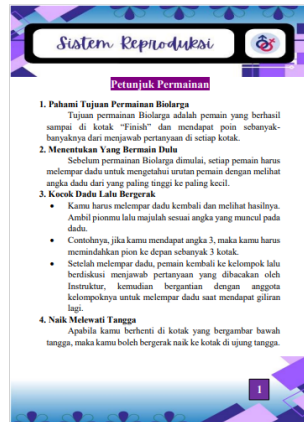 Sistem Reproduksi
Petunjuk Permainan
1. Pahami Tujuan Permainan Biolarga
Tujuan permainan Biolarga adalah pemain yang berhasil
sampai di kotak “Finish” dan mendapat poin sebanyak-
banyaknya dari menjawab pertanyaan di setiap kotak.
2. Menentukan Yang Bermain Dulu
Sebelum permainan Biolarga dimulai, setiap pemain harus
melempar dadu untuk mengetahui urutan pemain dengan melihat
angka dadu dari yang paling tinggi ke paling kecil.
3. Kocok Dadu Lalu Bergerak
• Kamu harus melempar dadu kembali dan melihat hasilnya.
Ambil pionmu lalu majulah sesuai angka yang muncul pada
dadu.
• Contohnya, jika kamu mendapat angka 3, maka kamu harus
memindahkan pion ke depan sebanyak 3 kotak.
• Setelah melempar dadu, pemain kembali ke kelompok lalu
berdiskusi menjawab pertanyaan yang dibacakan oleh
Instruktur, kemudian bergantian dengan anggota
kelompoknya untuk melempar dadu saat mendapat giliran
lagi.
4. Naik Melewati Tangga
Apabila kamu berhenti di kotak yang bergambar bawah
tangga, maka kamu boleh bergerak naik ke kotak di ujung tangga.
1